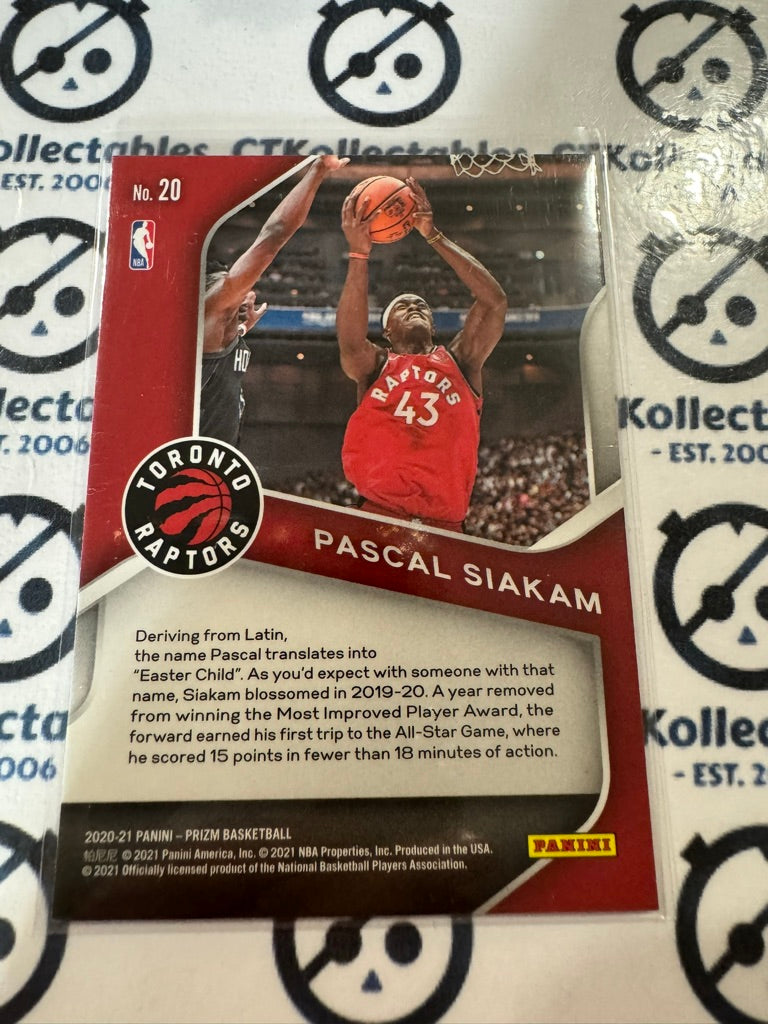 ollectables CTKollectables CTKoll
EST. 2006
No. 20
NBA
HO
RAPTORS
43
TORONTO
RAPTORS
PASCAL SIAKAM
Deriving from Latin,
the name Pascal translates into
“Easter Child”. As you’d expect with someone with that
name, Siakam blossomed in 2019-20. A year removed
from winning the Most Improved Player Award, the
forward earned his first trip to the All-Star Game, where
he scored 15 points in fewer than 18 minutes of action.
2020-21 PANINI – PRIZM BASKETBALL
帕尼尼 © 2021 Panini America, Inc. © 2021 NBA Properties, Inc. Produced in the USA.
© 2021 Officially licensed product of the National Basketball Players Association.
PANINI
llecta
. 2006
Kollect
- EST. 200
cta
006
Kollec
- EST. 2